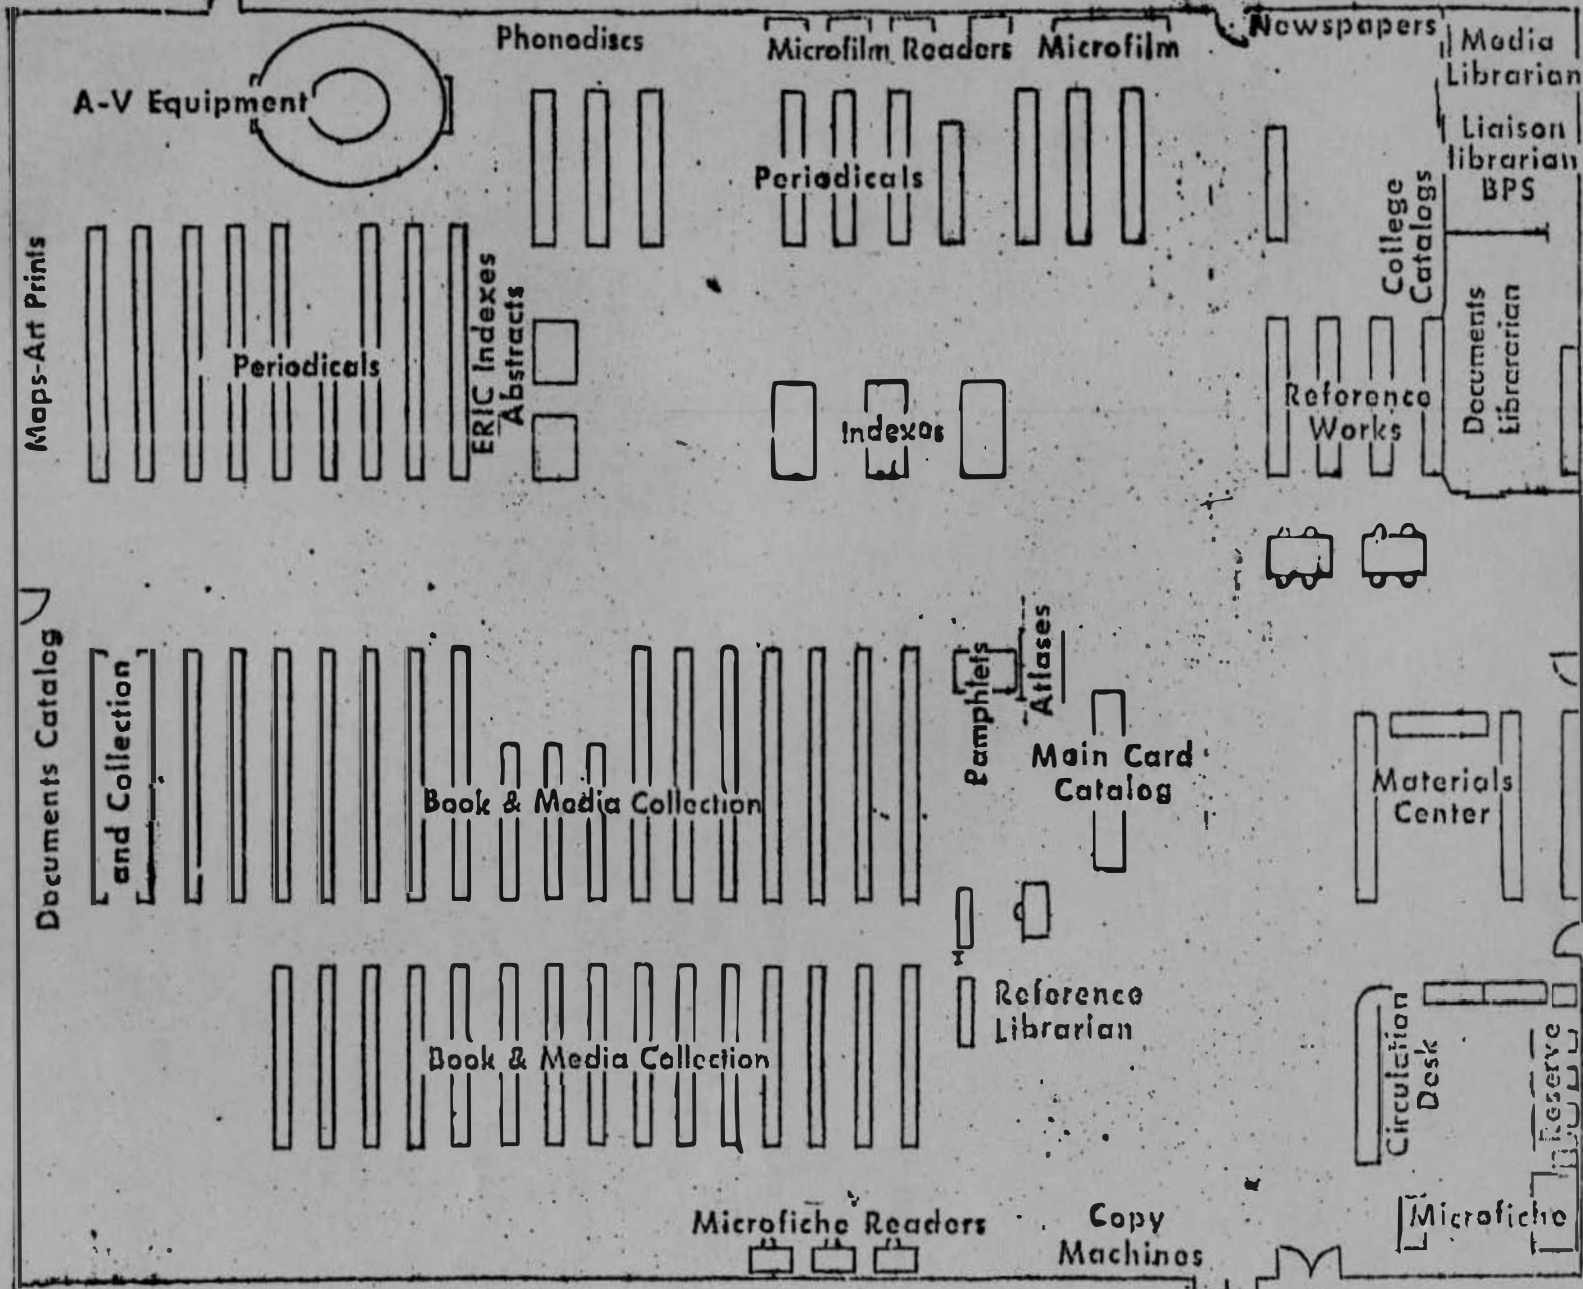 Phonodiscs
Microfilm Readers
Microfilm
Newspapers
Media
Librarian
A-V Equipment
Liaison
librarian
BPS
Periodicals
College
Catalogs
Maps-Art Prints
Periodicals
ERIC Indexes
Abstracts
Indexes
Reference
Works
Documents
Librarian
Documents Catalog
and Collection
Book & Media Collection
Pamphlets
Atlases
Main Card
Catalog
Materials
Center
Reference
Librarian
Book & Media Collection
Circulation
Desk
Reserve
Microfiche Readers
Copy
Machines
Microfiche